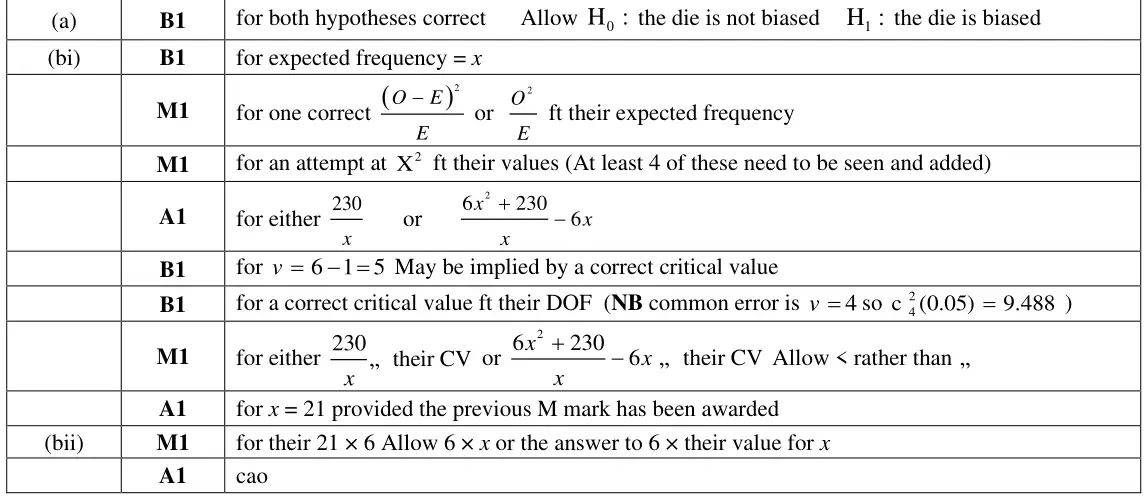 (a) B1 for both hypotheses correct Allow H₀ : the die is not biased H₁ : the die is biased
(bi) B1 for expected frequency = x
M1 for one correct (O − E)²/E or O²/E ft their expected frequency
M1 for an attempt at X² ft their values (At least 4 of these need to be seen and added)
A1 for either 230/x or (6x² + 230)/x − 6x
B1 for ν = 6 − 1 = 5 May be implied by a correct critical value
B1 for a correct critical value ft their DOF (NB common error is ν = 4 so c ²₄(0.05) = 9.488 )
M1 for either 230/x ,, their CV or (6x² + 230)/x − 6x ,, their CV Allow < rather than ,,
A1 for x = 21 provided the previous M mark has been awarded
(bii) M1 for their 21 × 6 Allow 6 × x or the answer to 6 × their value for x
A1 cao